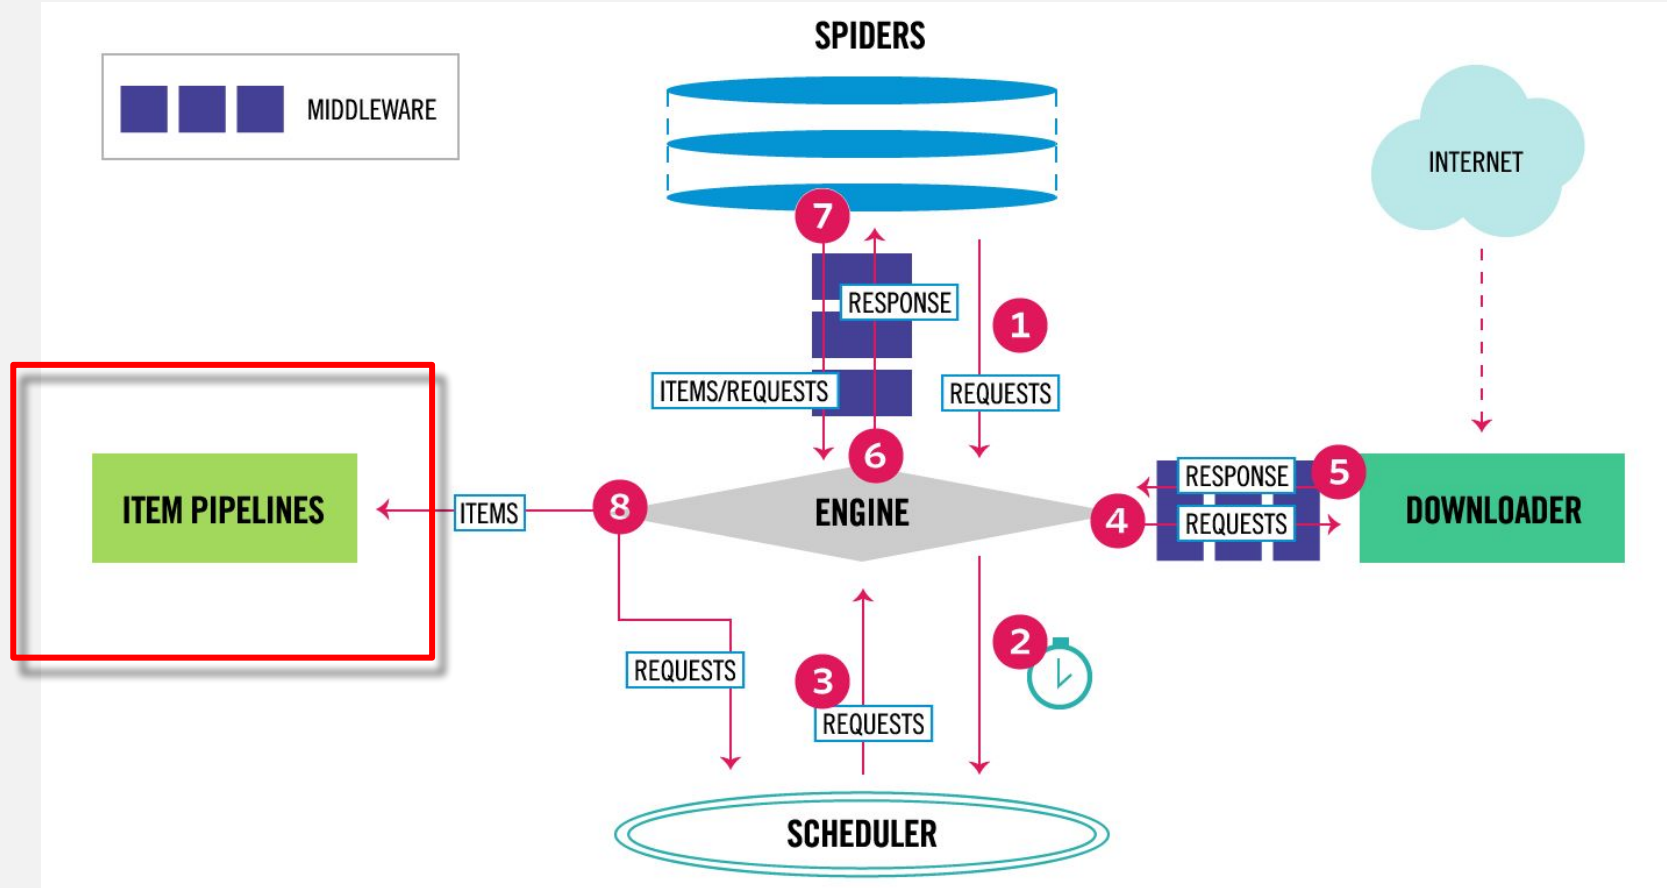 SPIDERS
MIDDLEWARE
INTERNET
7
RESPONSE
1
ITEMS/REQUESTS
REQUESTS
6
5
RESPONSE
ITEM PIPELINES
ITEMS
8
ENGINE
4
REQUESTS
DOWNLOADER
2
REQUESTS
3
REQUESTS
SCHEDULER